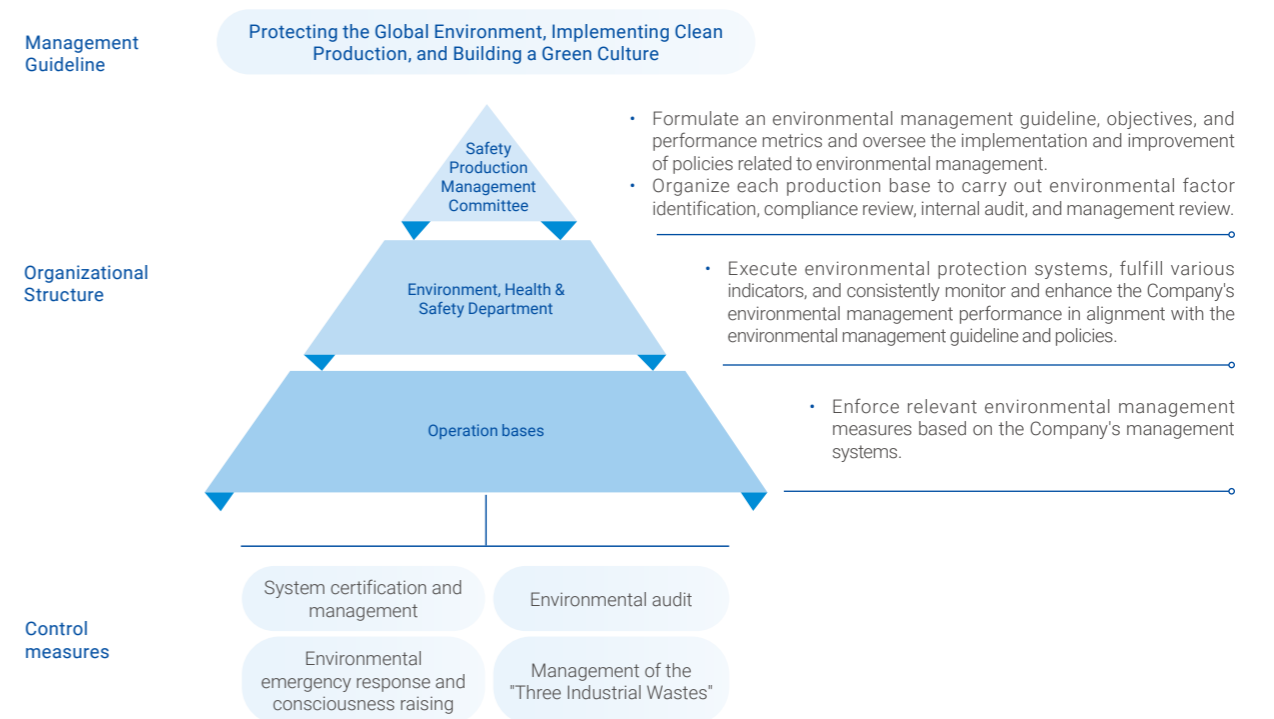 Management
Guideline
Protecting the Global Environment, Implementing Clean
Production, and Building a Green Culture
Organizational
Structure
Safety
Production
Management
Committee
• Formulate an environmental management guideline, objectives, and
performance metrics and oversee the implementation and improvement
of policies related to environmental management.
• Organize each production base to carry out environmental factor
identification, compliance review, internal audit, and management review.
Environment, Health &
Safety Department
• Execute environmental protection systems, fulfill various
indicators, and consistently monitor and enhance the Company's
environmental management performance in alignment with the
environmental management guideline and policies.
Operation bases
• Enforce relevant environmental management
measures based on the Company's management
systems.
Control
measures
System certification and
management
Environmental audit
Environmental
emergency response and
consciousness raising
Management of the
"Three Industrial Wastes"